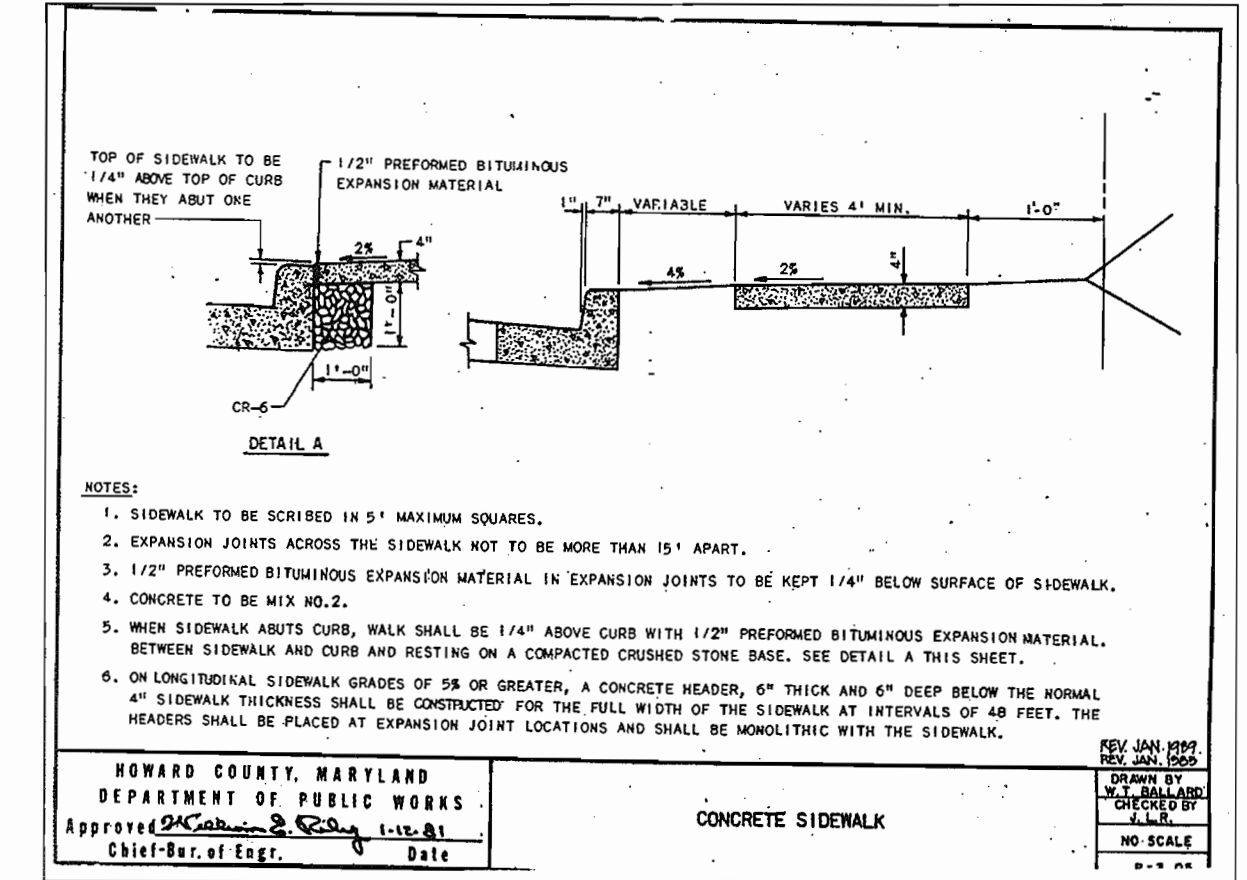 TOP OF SIDEWALK TO BE
1/4" ABOVE TOP OF CURB
WHEN THEY ABUT ONE
ANOTHER
1/2" PREFORMED BITUMINOUS
EXPANSION MATERIAL
2%
4"
1'-0"
1'-0"
CR-6
DETAIL A
1" 7" VARIABLE VARIES 4' MIN. 1'-0"
4% 2% 4"
NOTES:
1. SIDEWALK TO BE SCRIBED IN 5' MAXIMUM SQUARES.
2. EXPANSION JOINTS ACROSS THE SIDEWALK NOT TO BE MORE THAN 15' APART.
3. 1/2" PREFORMED BITUMINOUS EXPANSION MATERIAL IN EXPANSION JOINTS TO BE KEPT 1/4" BELOW SURFACE OF SIDEWALK.
4. CONCRETE TO BE MIX NO.2.
5. WHEN SIDEWALK ABUTS CURB, WALK SHALL BE 1/4" ABOVE CURB WITH 1/2" PREFORMED BITUMINOUS EXPANSION MATERIAL.
BETWEEN SIDEWALK AND CURB AND RESTING ON A COMPACTED CRUSHED STONE BASE. SEE DETAIL A THIS SHEET.
6. ON LONGITUDINAL SIDEWALK GRADES OF 5% OR GREATER, A CONCRETE HEADER, 6" THICK AND 6" DEEP BELOW THE NORMAL
4" SIDEWALK THICKNESS SHALL BE CONSTRUCTED FOR THE FULL WIDTH OF THE SIDEWALK AT INTERVALS OF 48 FEET. THE
HEADERS SHALL BE PLACED AT EXPANSION JOINT LOCATIONS AND SHALL BE MONOLITHIC WITH THE SIDEWALK.
REV. JAN. 1989.
REV. JAN.
HOWARD COUNTY, MARYLAND
DEPARTMENT OF PUBLIC WORKS
Approved William E. Riley 1-12-81
Chief-Bur. of Engr. Date
CONCRETE SIDEWALK
DRAWN BY
W.T. BALLARD
CHECKED BY
J.L.R.
NO SCALE